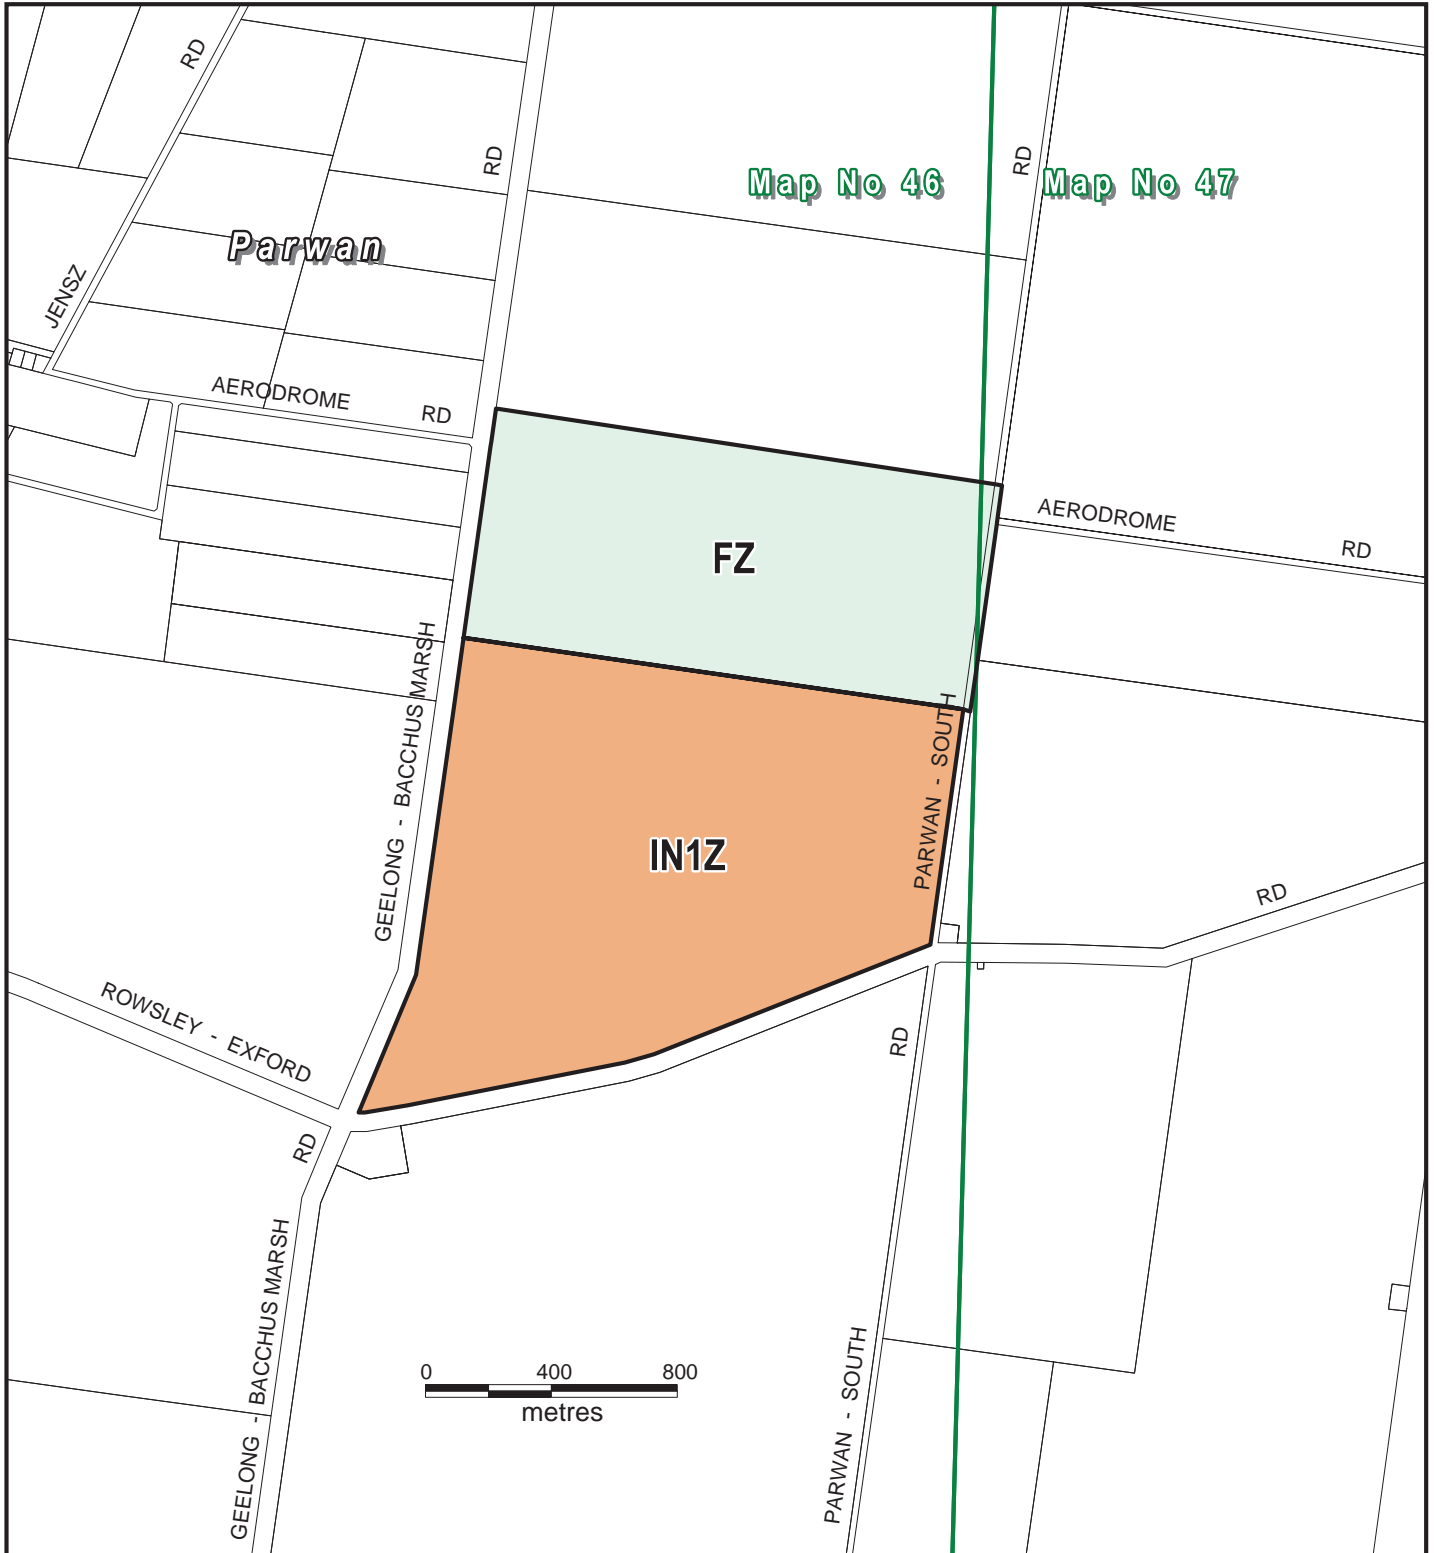 RD
RD
RD
Map No 46
Map No 47
Parwan
JENSZ
AERODROME
RD
AERODROME
RD
FZ
GEELONG - BACCHUS MARSH
PARWAN - SOUTH
IN1Z
RD
ROWSLEY - EXFORD
RD
RD
GEELONG - BACCHUS MARSH
PARWAN - SOUTH
0 400 800
metres